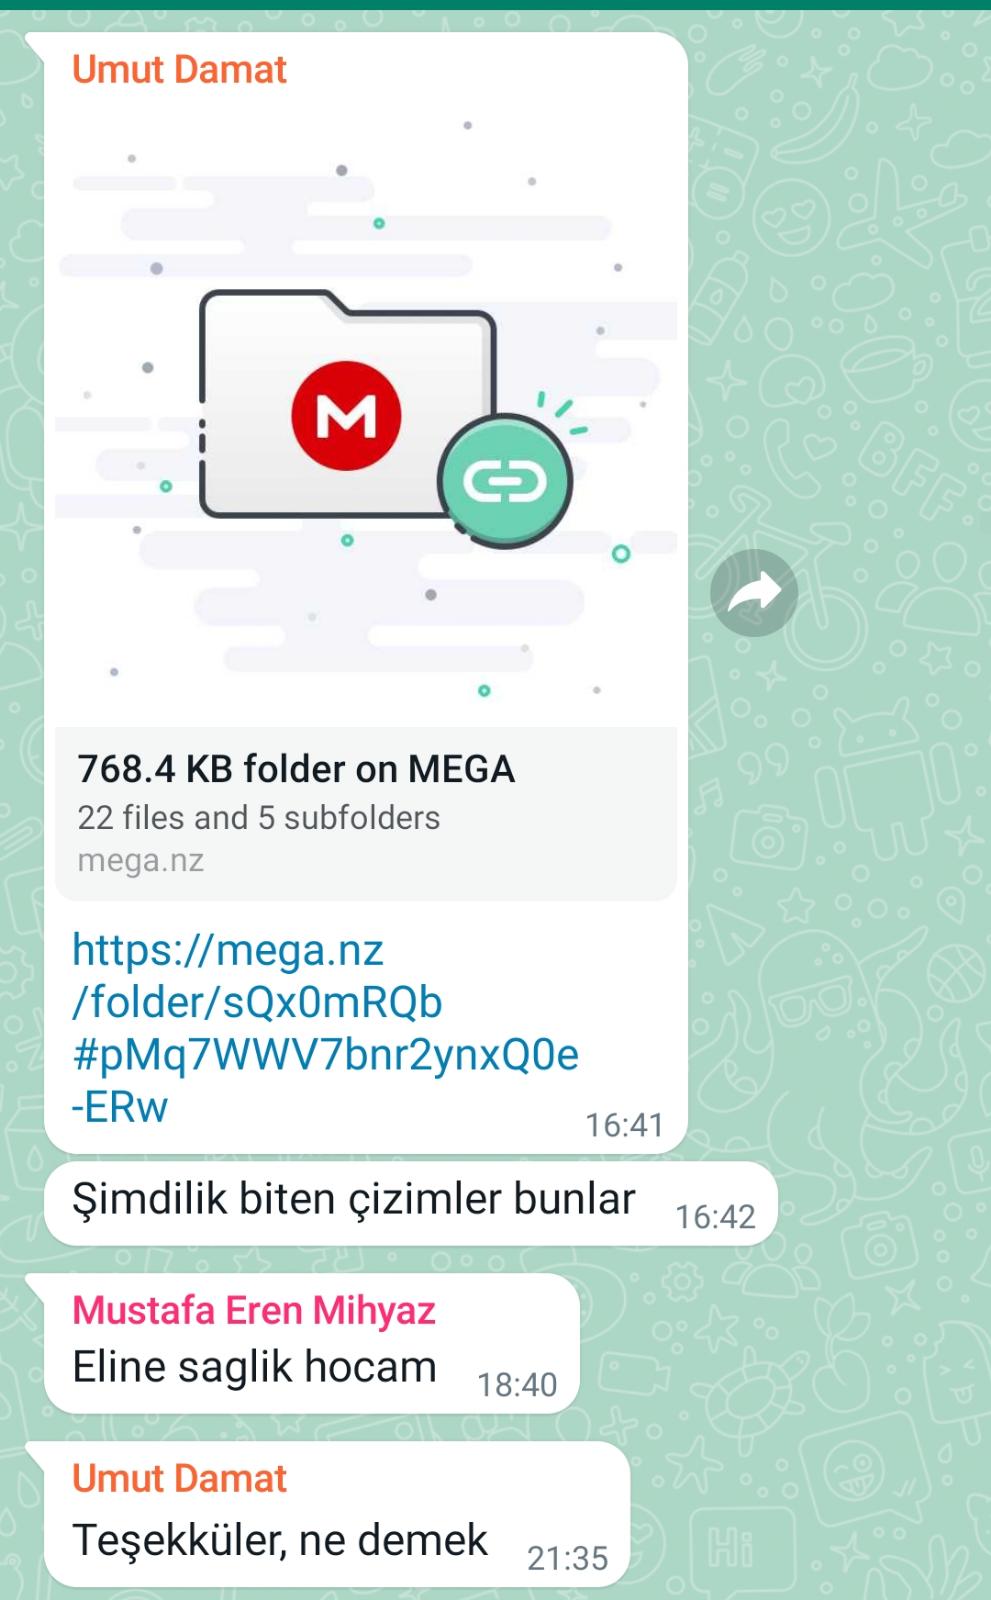 Umut Damat
M
768.4 KB folder on MEGA
22 files and 5 subfolders
mega.nz
https://mega.nz
/folder/sQx0mRQb
#pMq7WWV7bnr2ynxQ0e
-ERw
16:41
Şimdilik biten çizimler bunlar 16:42
Mustafa Eren Mihyaz
Eline saglik hocam 18:40
Umut Damat
Teşekküler, ne demek 21:35
BFF
Hi